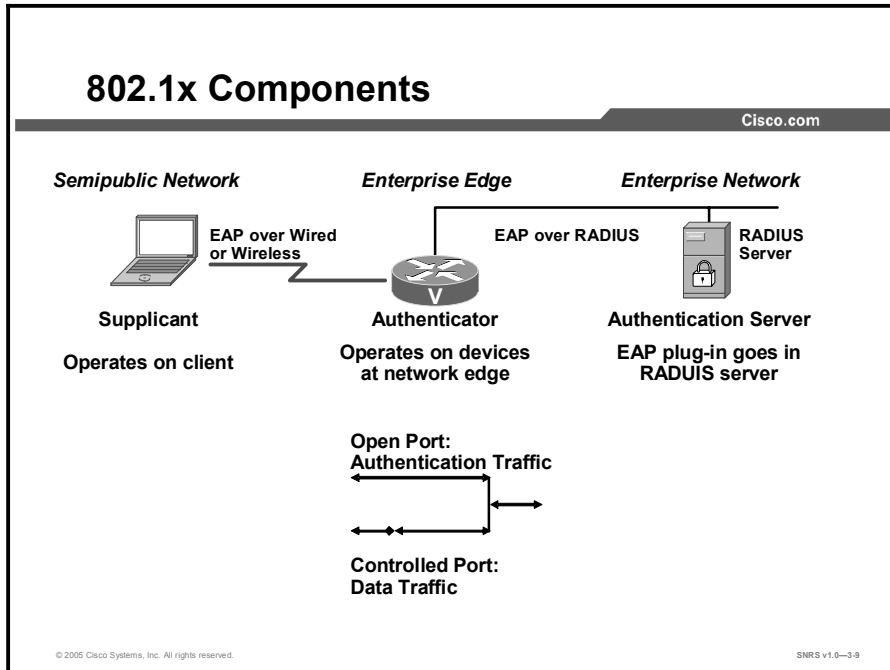 802.1x Components
Cisco.com
Semipublic Network
Enterprise Edge
Enterprise Network
EAP over Wired
or Wireless
EAP over RADIUS
RADIUS
Server
V
Supplicant
Authenticator
Authentication Server
Operates on client
Operates on devices
at network edge
EAP plug-in goes in
RADUIS server
Open Port:
Authentication Traffic
Controlled Port:
Data Traffic
© 2005 Cisco Systems, Inc. All rights reserved.
SNRS v1.0—3-9